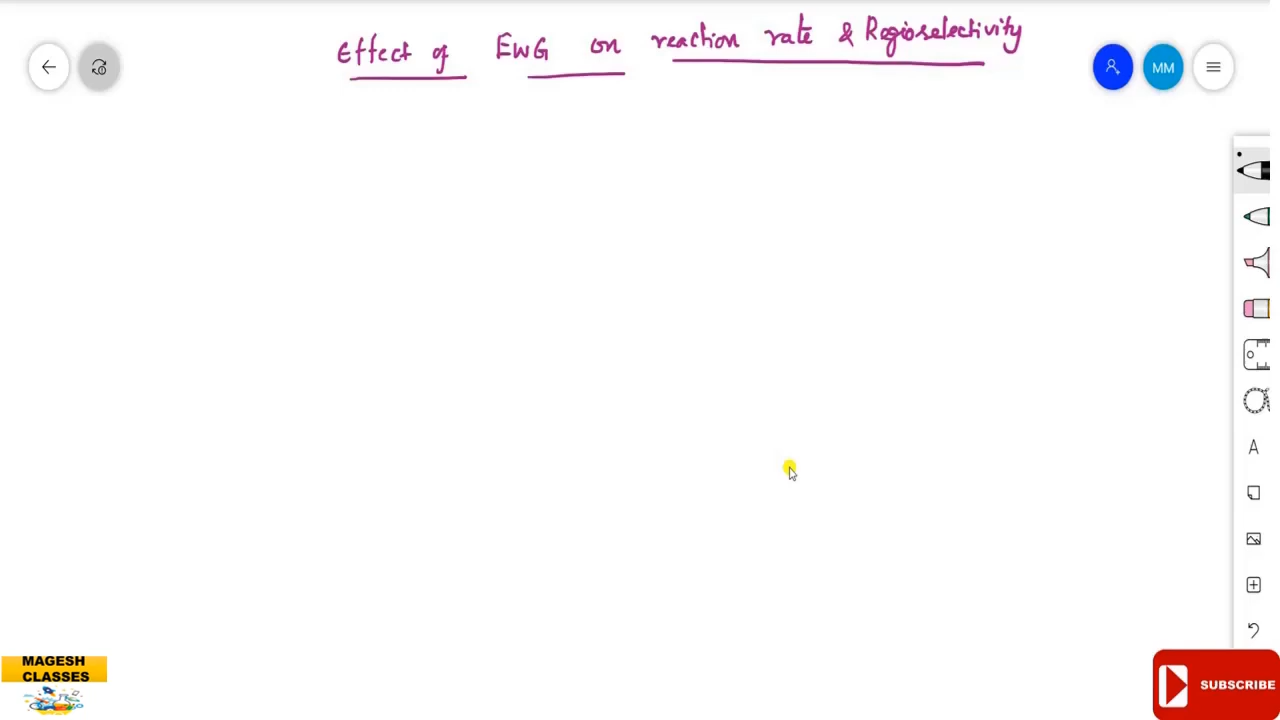 Effect of EWG on reaction rate & Regioselectivity
MM
A
MAGESH
CLASSES
SUBSCRIBE